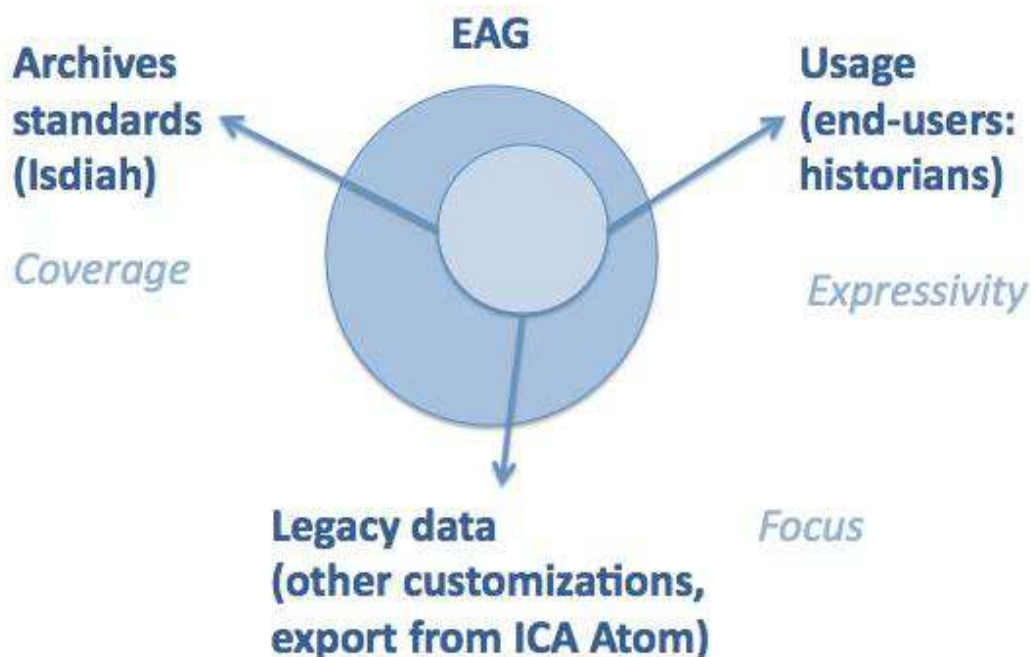 EAG
Archives
standards
(Isdiah)
Usage
(end-users:
historians)
Coverage
Expressivity
Legacy data
(other customizations,
export from ICA Atom)
Focus